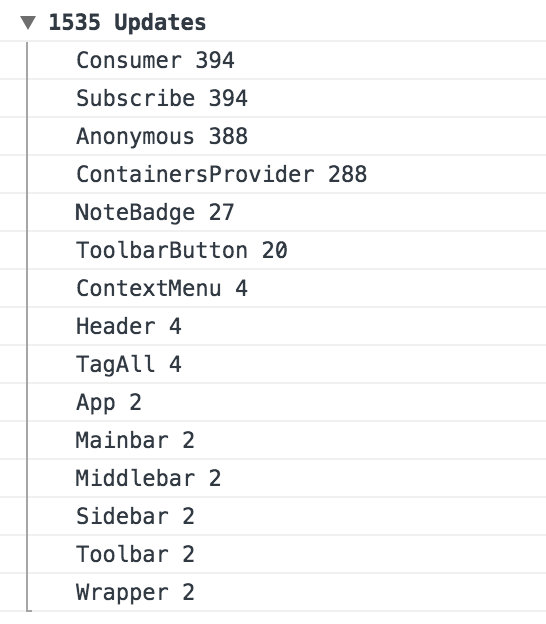 1535 Updates
Consumer 394
Subscribe 394
Anonymous 388
ContainersProvider 288
NoteBadge 27
ToolbarButton 20
ContextMenu 4
Header 4
TagAll 4
App 2
Mainbar 2
Middlebar 2
Sidebar 2
Toolbar 2
Wrapper 2